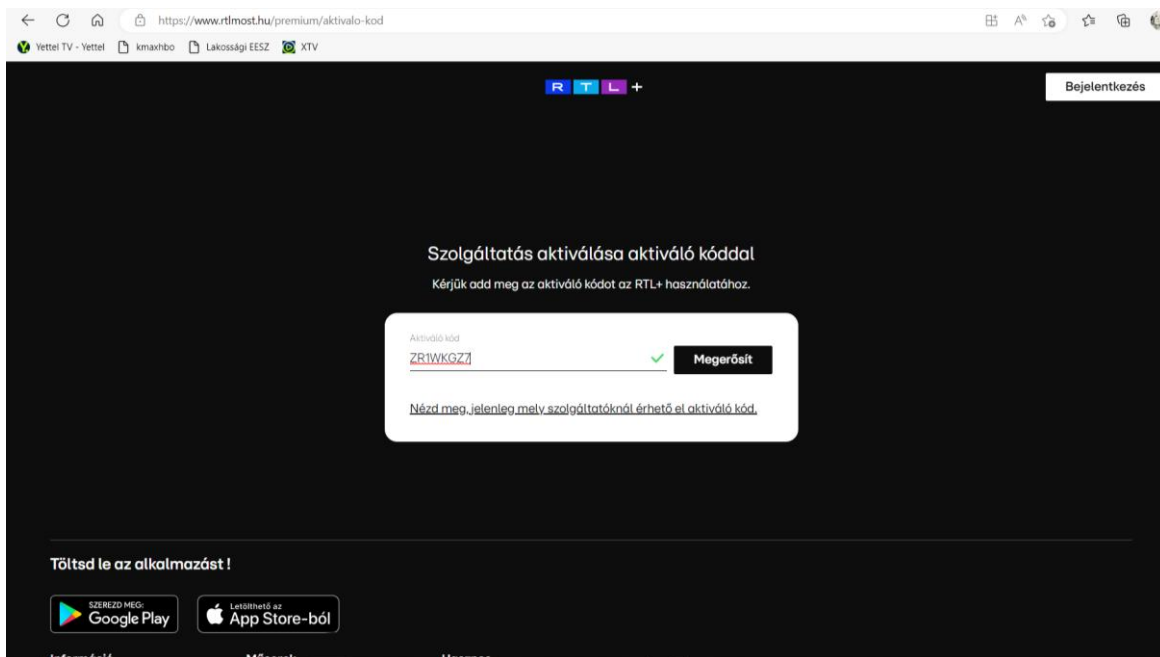 https://www.rtlmost.hu/premium/aktivalo-kod
Yettel TV - Yettel kmaxhbo Lakossági EESZ XTV
RTL+
Bejelentkezés
Szolgáltatás aktiválása aktiváló kóddal
Kérjük add meg az aktiváló kódot az RTL+ használatához.
Aktiváló kód
ZR1WKGZ7
Megerősít
Nézd meg, jelenleg mely szolgáltatóknál érhető el aktiváló kód.
Töltsd le az alkalmazást !
SZEREZD MEG:
Google Play
Letölthető az
App Store-ból